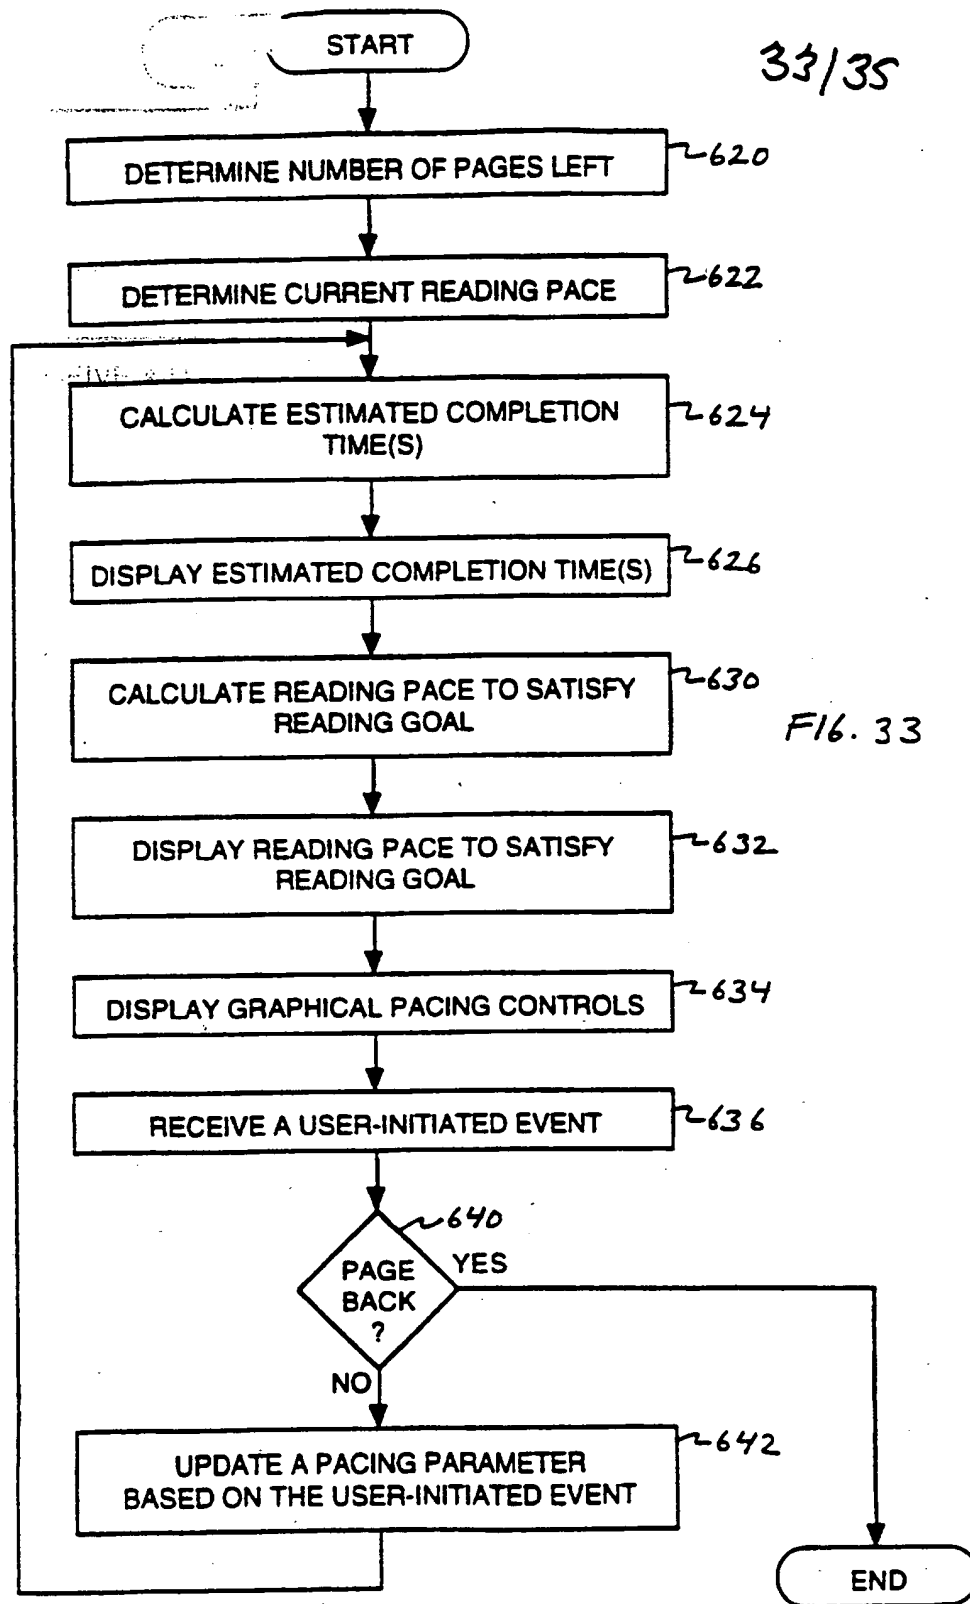 START
33/35
DETERMINE NUMBER OF PAGES LEFT
620
DETERMINE CURRENT READING PACE
622
CALCULATE ESTIMATED COMPLETION
TIME(S)
624
DISPLAY ESTIMATED COMPLETION TIME(S)
626
CALCULATE READING PACE TO SATISFY
READING GOAL
630
FIG. 33
DISPLAY READING PACE TO SATISFY
READING GOAL
632
DISPLAY GRAPHICAL PACING CONTROLS
634
RECEIVE A USER-INITIATED EVENT
636
640
PAGE
BACK
?
YES
NO
UPDATE A PACING PARAMETER
BASED ON THE USER-INITIATED EVENT
642
END